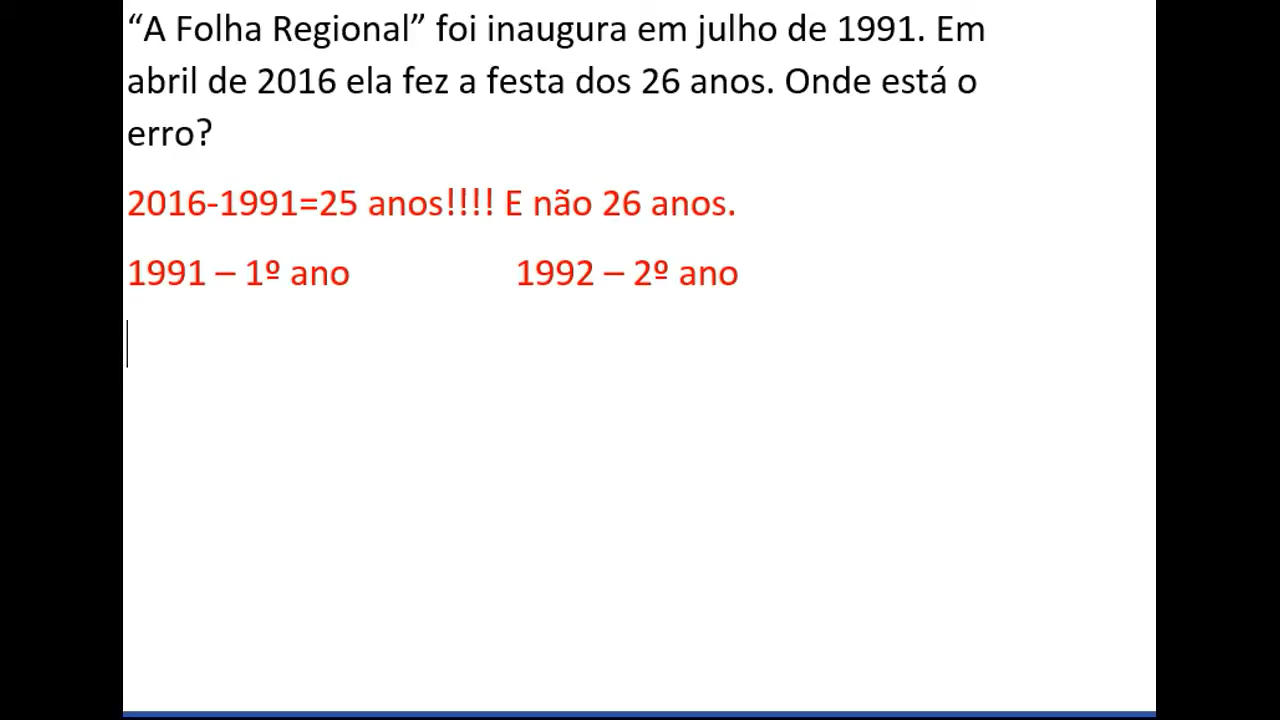 “A Folha Regional” foi inaugura em julho de 1991. Em
abril de 2016 ela fez a festa dos 26 anos. Onde está o
erro?
2016-1991=25 anos!!!! E não 26 anos.
1991 – 1º ano 1992 – 2º ano